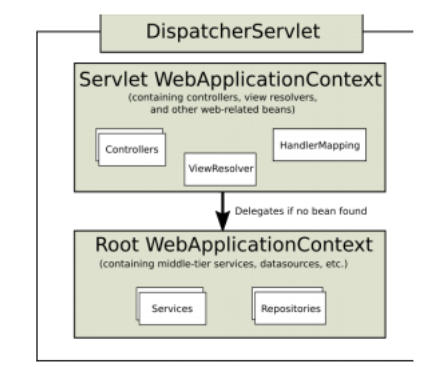 DispatcherServlet
Servlet WebApplicationContext
(containing controllers, view resolvers,
and other web-related beans)
Controllers
HandlerMapping
ViewResolver
Delegates if no bean found
Root WebApplicationContext
(containing middle-tier services, datasources, etc.)
Services
Repositories